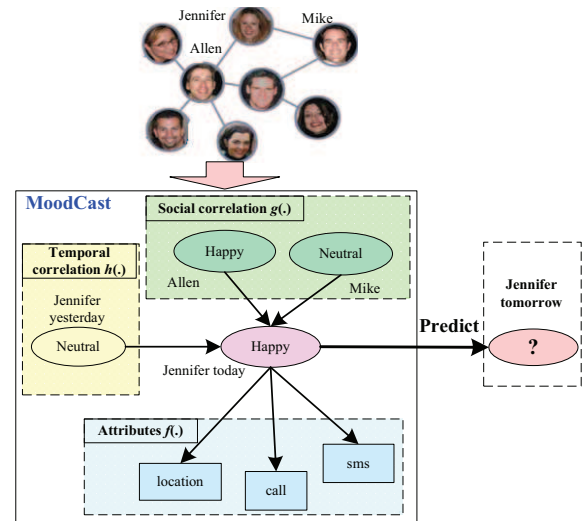 Jennifer
Mike
Allen
MoodCast
Social correlation g(.)
Happy
Neutral
Allen
Mike
Temporal
correlation h(.)
Jennifer
yesterday
Neutral
Happy
Jennifer today
Predict
Jennifer
tomorrow
?
Attributes f(.)
location
call
sms